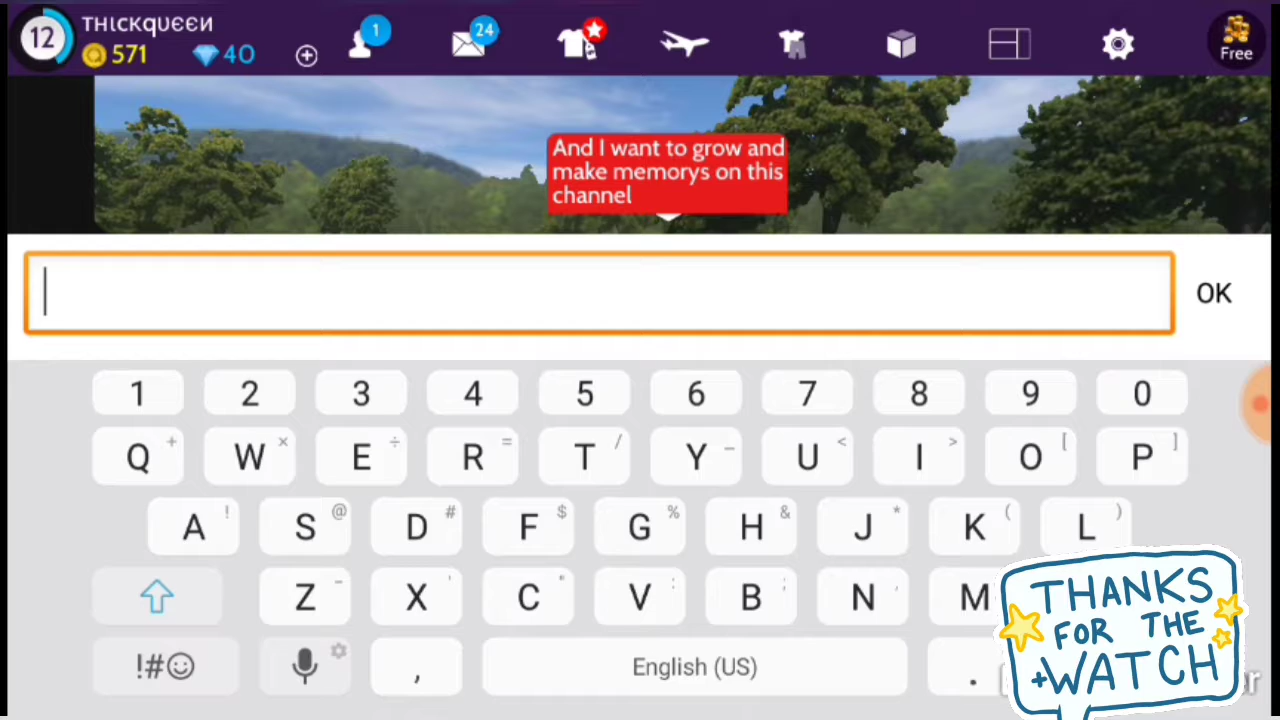 12
тнιcκqυєєи
571
40
1
24
Free
And I want to grow and
make memorys on this
channel
OK
1 2 3 4 5 6 7 8 9 0
Q + W × E ÷ R = T / Y _ U < I > O [ P ]
A ! S @ D # F $ G % H & J * K ( L )
Z - X ' C " V : B ; N , M
!#☺ , English (US) .
THANKS
FOR THE
WATCH